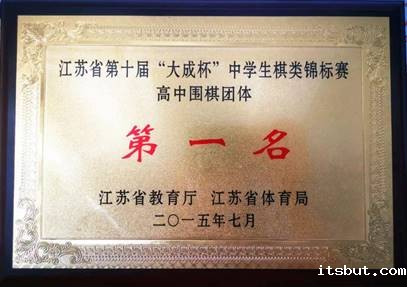 江苏省第十届“大成杯”中学生棋类锦标赛
高中围棋团体
第一名
江苏省教育厅 江苏省体育局
二〇一五年七月
itsbut.com